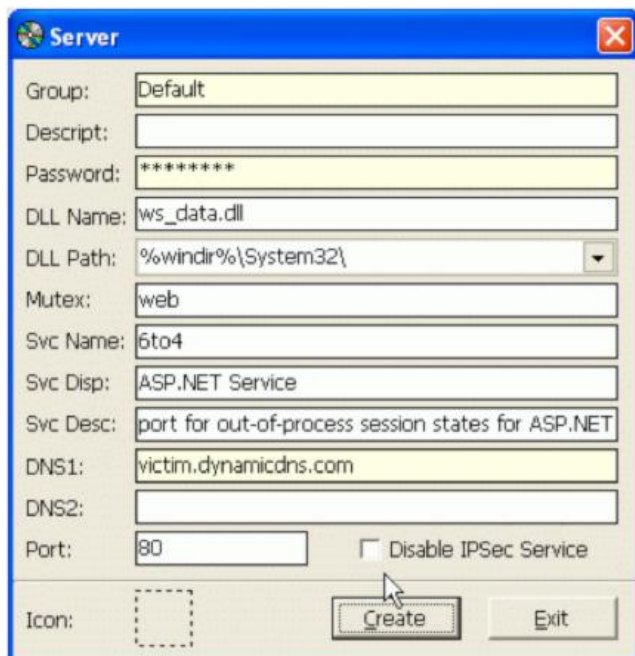 Server
Group: Default
Descript:
Password: ********
DLL Name: ws_data.dll
DLL Path: %windir%\System32\
Mutex: web
Svc Name: 6to4
Svc Disp: ASP.NET Service
Svc Desc: port for out-of-process session states for ASP.NET
DNS1: victim.dynamicdns.com
DNS2:
Port: 80 Disable IPSec Service
Icon: Create Exit